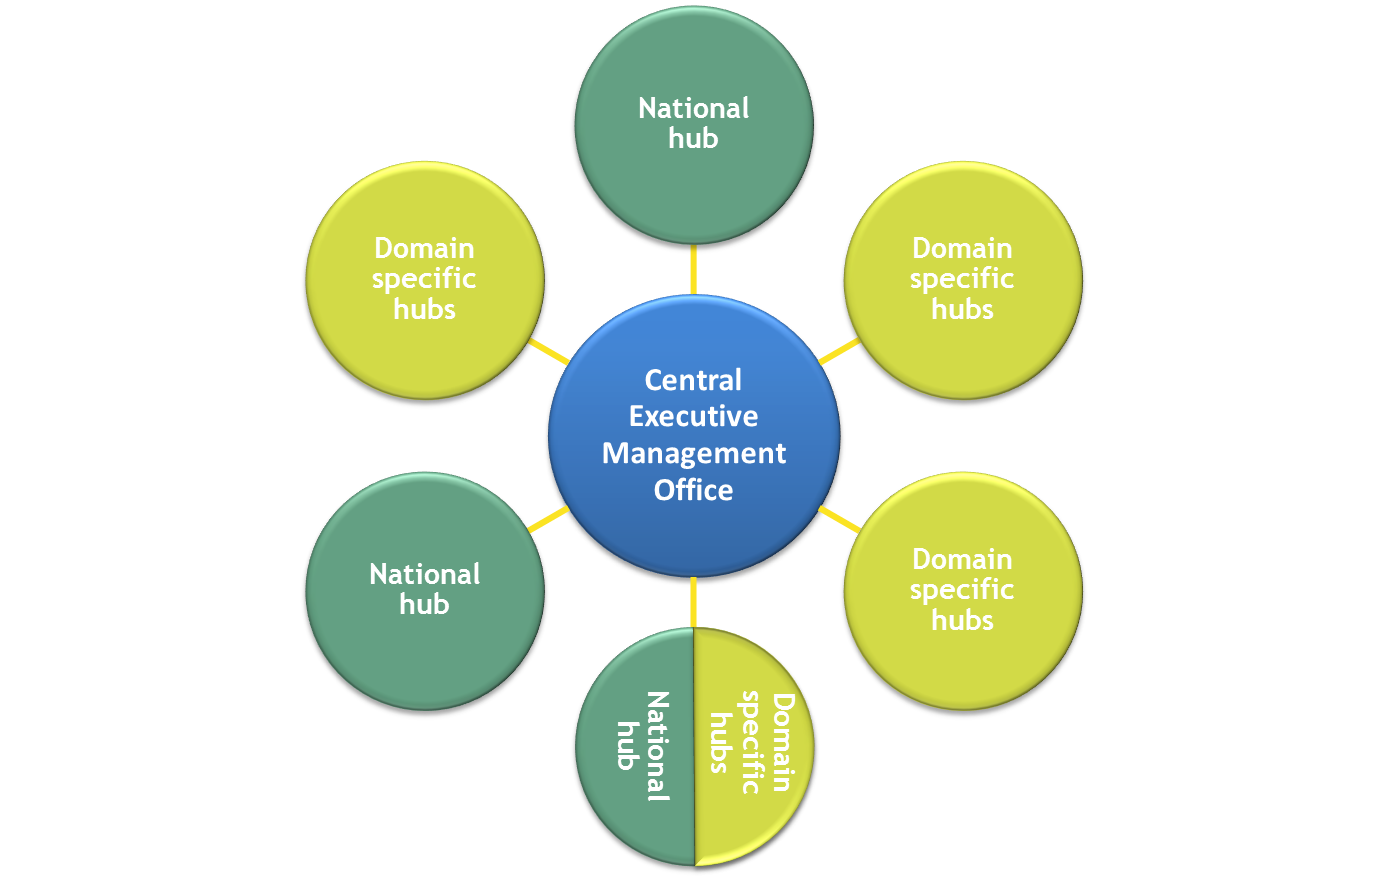 National
hub
Domain
specific
hubs
Domain
specific
hubs
Central
Executive
Management
Office
National
hub
Domain
specific
hubs
National
hub
Domain
specific
hubs